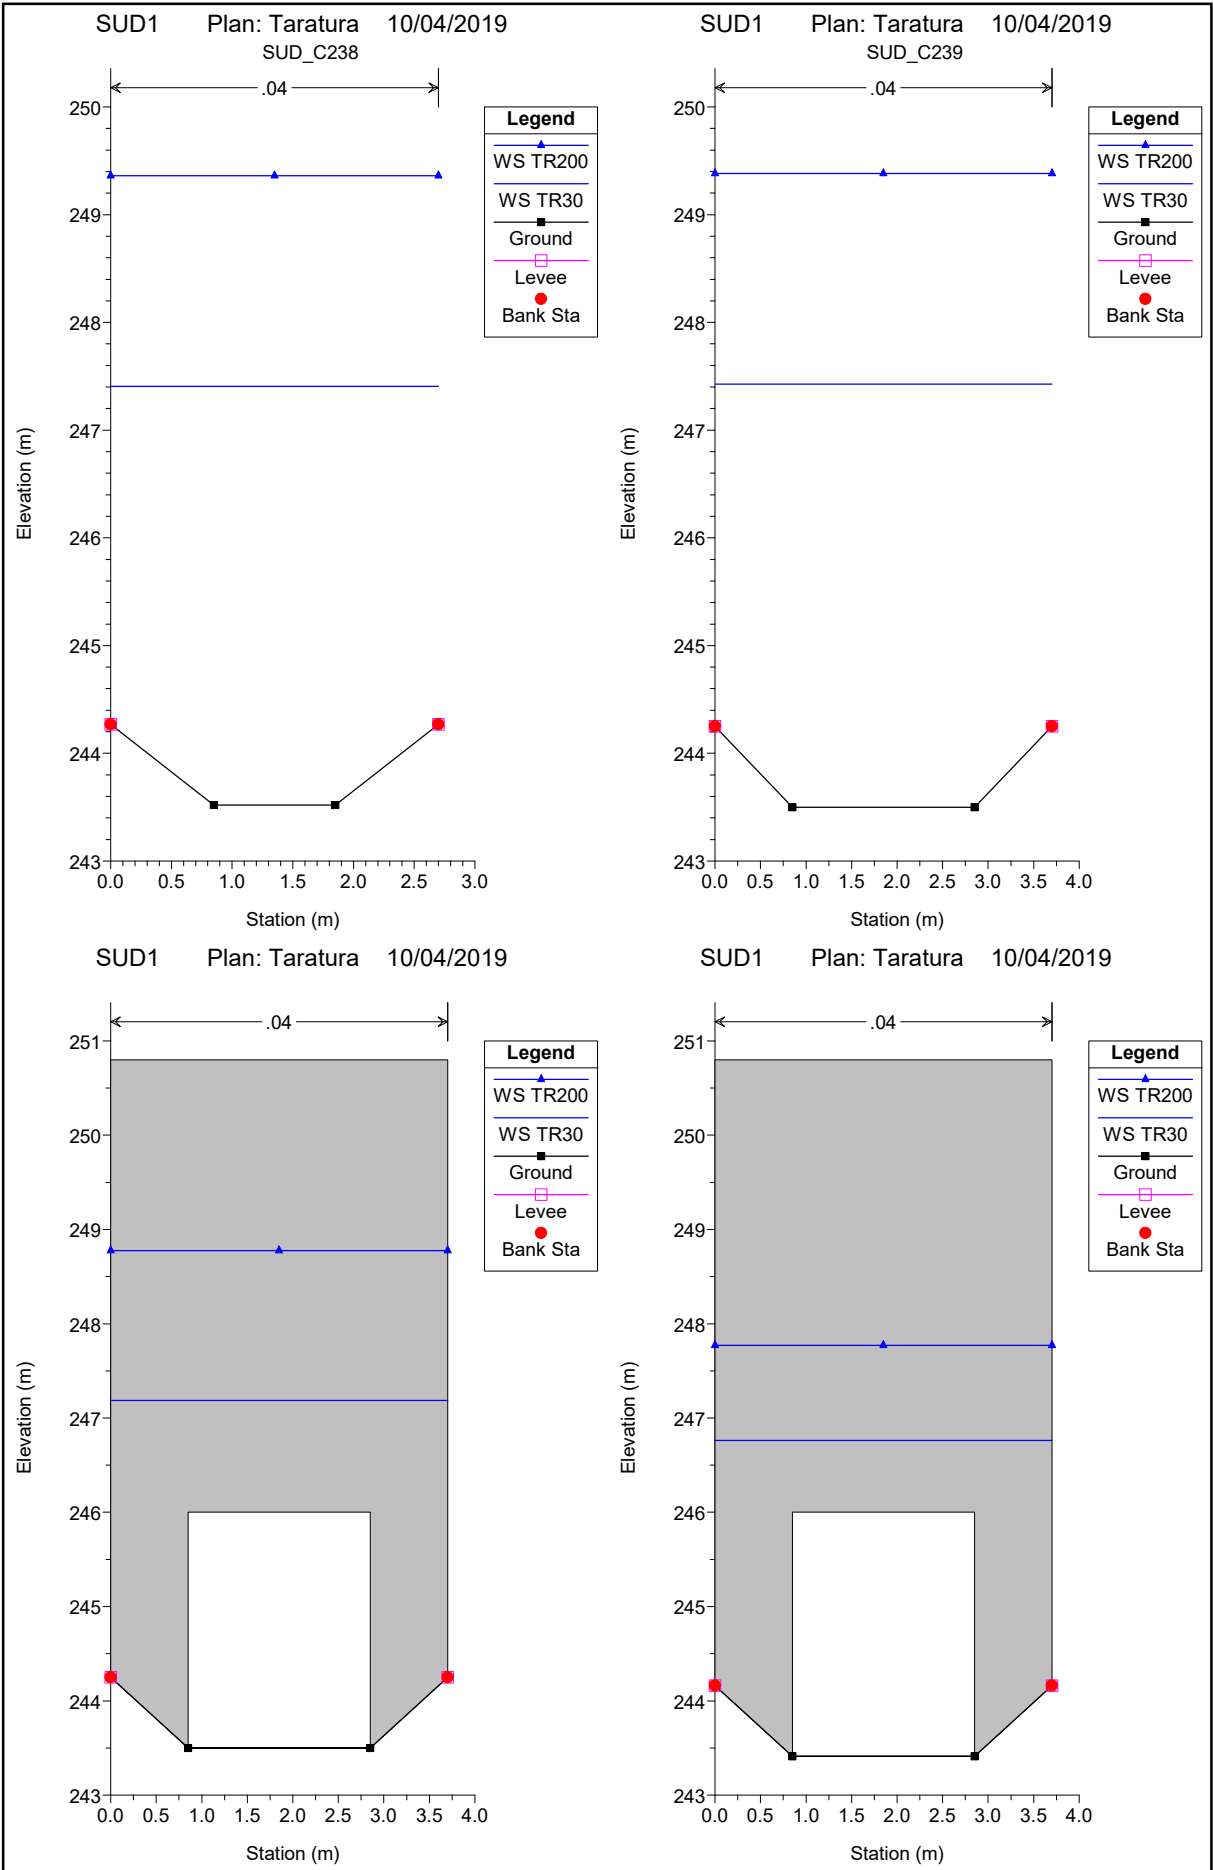 SUD1 Plan: Taratura 10/04/2019
SUD_C238
.04
250
249
248
247
246
245
244
243
Elevation (m)
0.0 0.5 1.0 1.5 2.0 2.5 3.0
Station (m)
Legend
WS TR200
WS TR30
Ground
Levee
Bank Sta
SUD1 Plan: Taratura 10/04/2019
SUD_C239
.04
250
249
248
247
246
245
244
243
Elevation (m)
0.0 0.5 1.0 1.5 2.0 2.5 3.0 3.5 4.0
Station (m)
Legend
WS TR200
WS TR30
Ground
Levee
Bank Sta
SUD1 Plan: Taratura 10/04/2019
.04
251
250
249
248
247
246
245
244
243
Elevation (m)
0.0 0.5 1.0 1.5 2.0 2.5 3.0 3.5 4.0
Station (m)
Legend
WS TR200
WS TR30
Ground
Levee
Bank Sta
SUD1 Plan: Taratura 10/04/2019
.04
251
250
249
248
247
246
245
244
243
Elevation (m)
0.0 0.5 1.0 1.5 2.0 2.5 3.0 3.5 4.0
Station (m)
Legend
WS TR200
WS TR30
Ground
Levee
Bank Sta